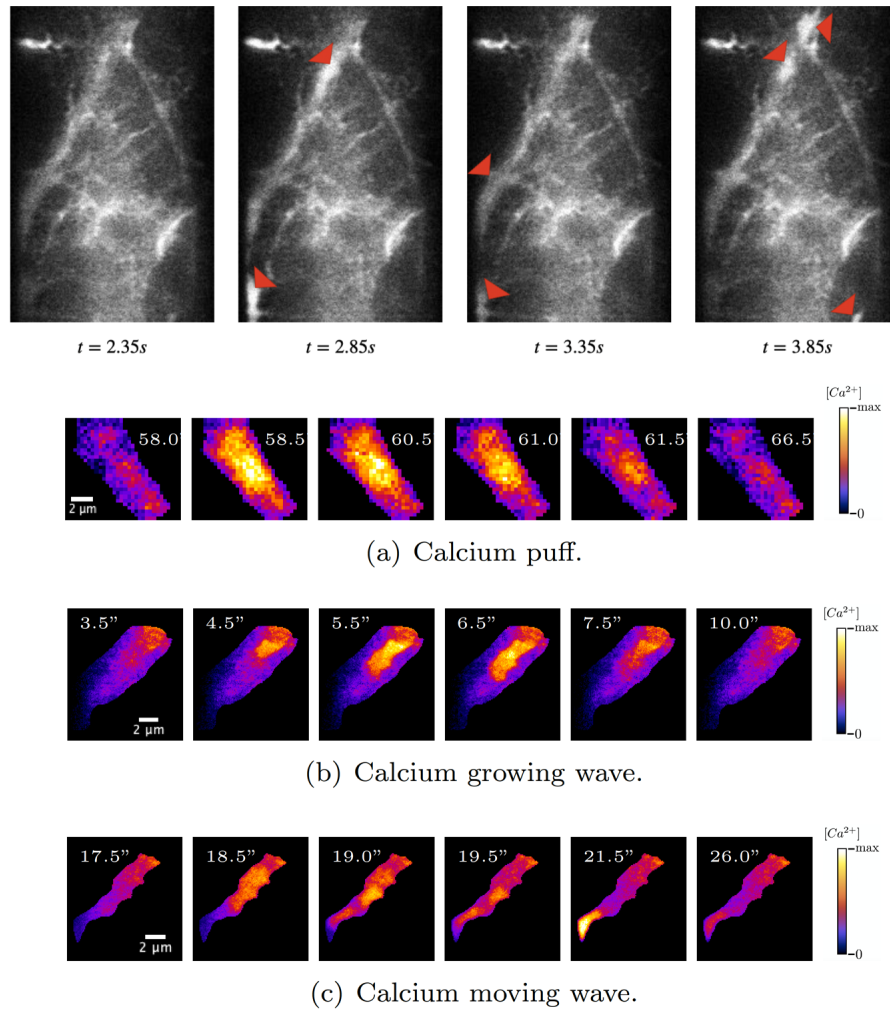 t = 2.35s t = 2.85s t = 3.35s t = 3.85s
[Ca²⁺]
max
58.0' 58.5 60.5 61.0 61.5' 66.5'
2 μm
0
(a) Calcium puff.
[Ca²⁺]
3.5” 4.5” 5.5” 6.5” 7.5” 10.0” max
2 μm
0
(b) Calcium growing wave.
[Ca²⁺]
17.5” 18.5” 19.0” 19.5” 21.5” 26.0” max
2 μm
0
(c) Calcium moving wave.